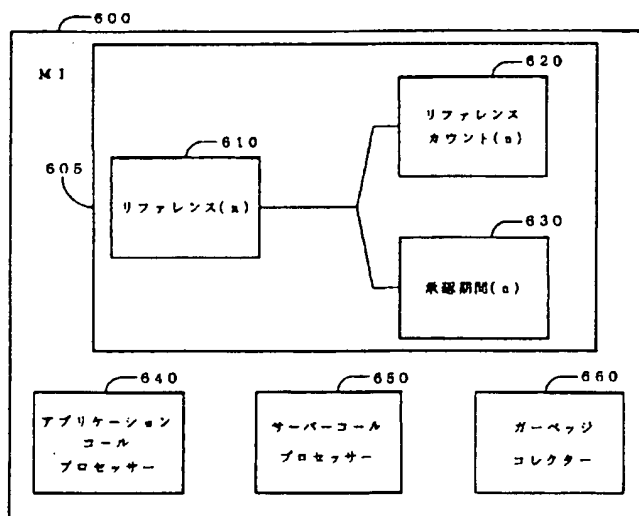 600
MI
620
リファレンス
カウント(n)
610
605
リファレンス(n)
630
承認期間(n)
640
アプリケーション
コール
プロセッサー
650
サーバーコール
プロセッサー
660
ガーベッジ
コレクター